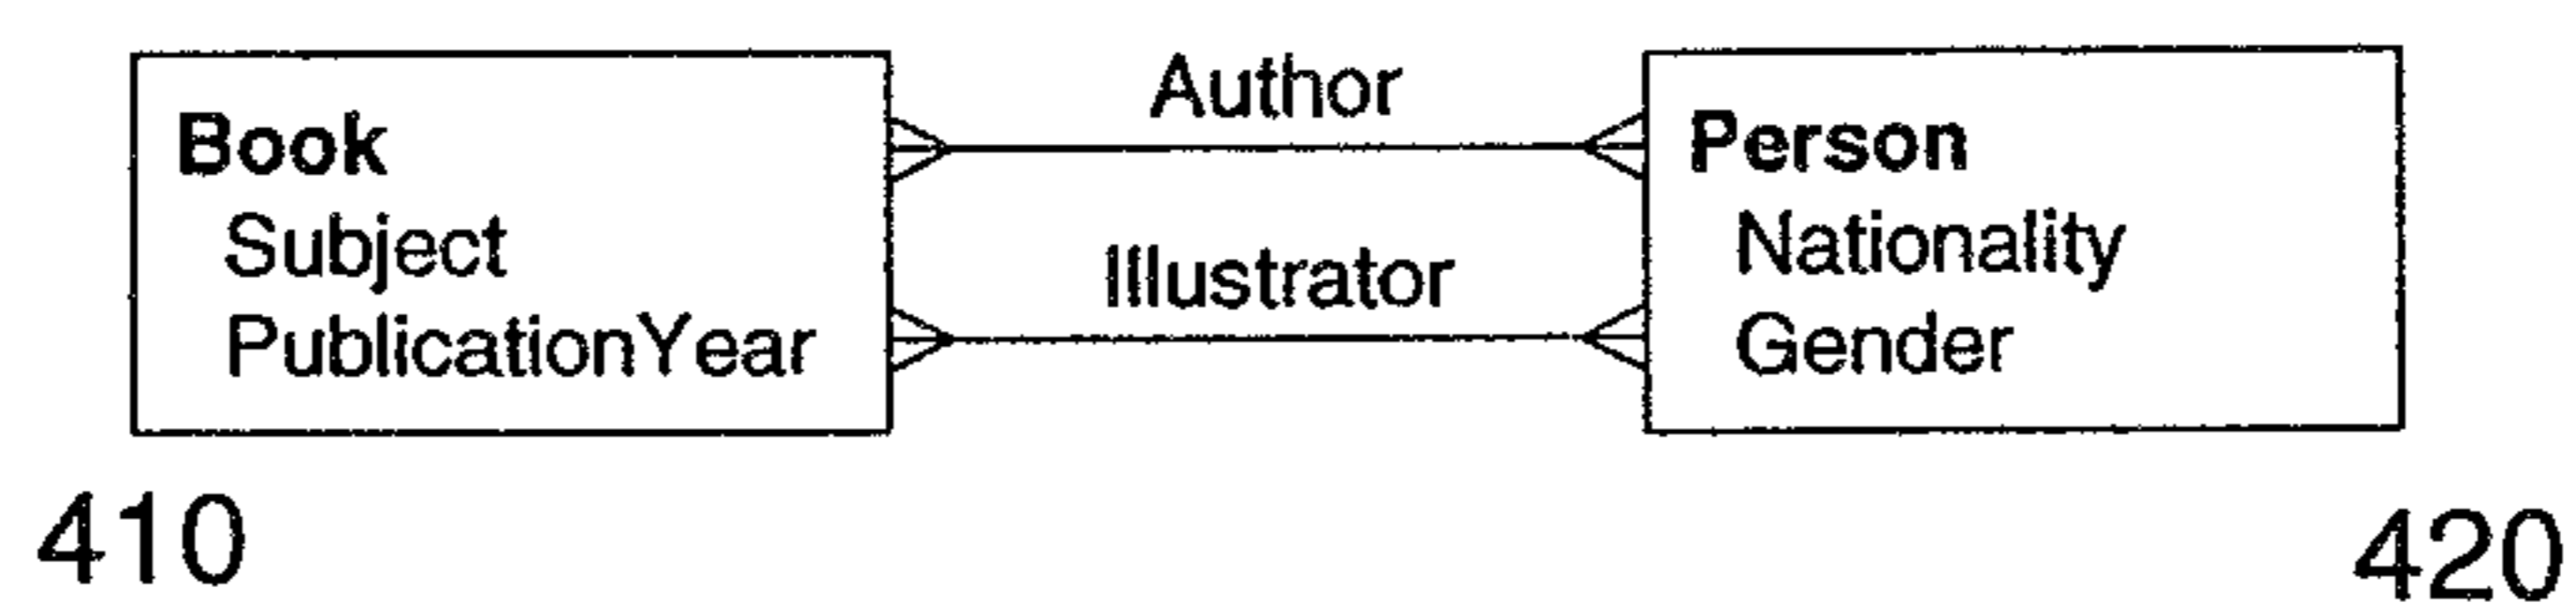 Book
Subject
PublicationYear
Author
Illustrator
Person
Nationality
Gender
410
420